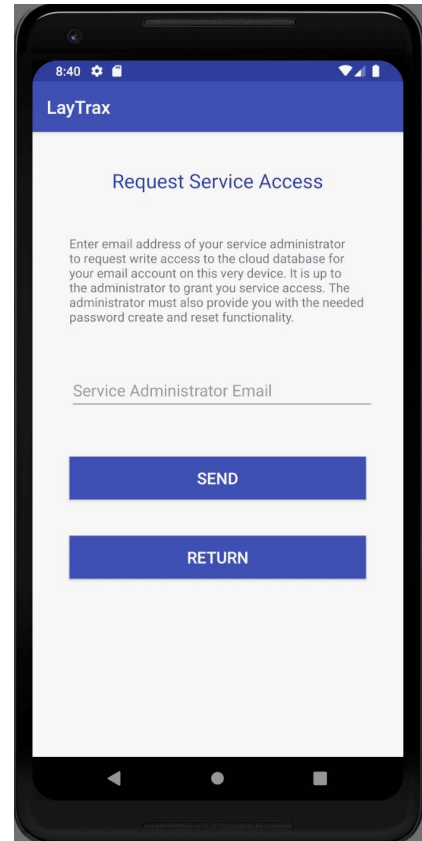 8:40
LayTrax
Request Service Access
Enter email address of your service administrator
to request write access to the cloud database for
your email account on this very device. It is up to
the administrator to grant you service access. The
administrator must also provide you with the needed
password create and reset functionality.
Service Administrator Email
SEND
RETURN